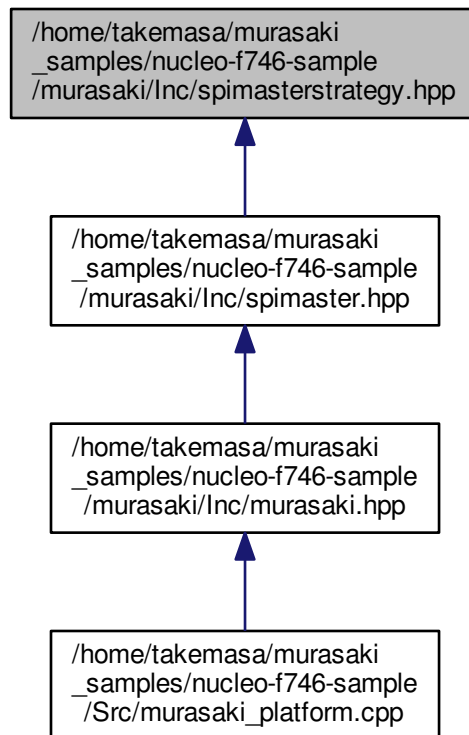 /home/takemasa/murasaki
_samples/nucleo-f746-sample
/murasaki/Inc/spimasterstrategy.hpp
/home/takemasa/murasaki
_samples/nucleo-f746-sample
/murasaki/Inc/spimaster.hpp
/home/takemasa/murasaki
_samples/nucleo-f746-sample
/murasaki/Inc/murasaki.hpp
/home/takemasa/murasaki
_samples/nucleo-f746-sample
/Src/murasaki_platform.cpp